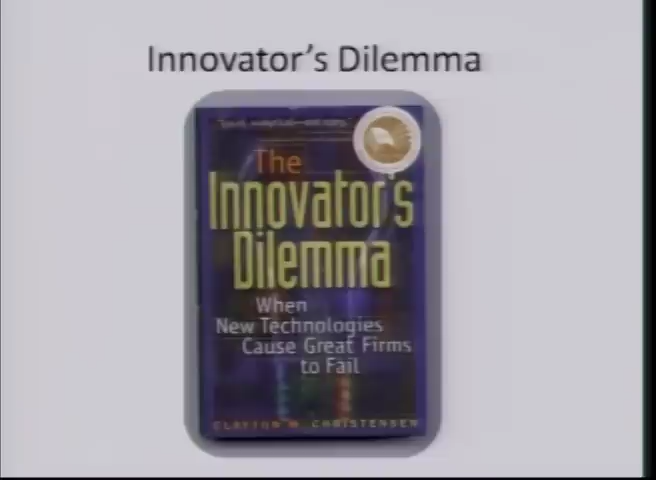 Innovator's Dilemma
The
Innovator's
Dilemma
When
New Technologies
Cause Great Firms
to Fail
CLAYTON M. CHRISTENSEN